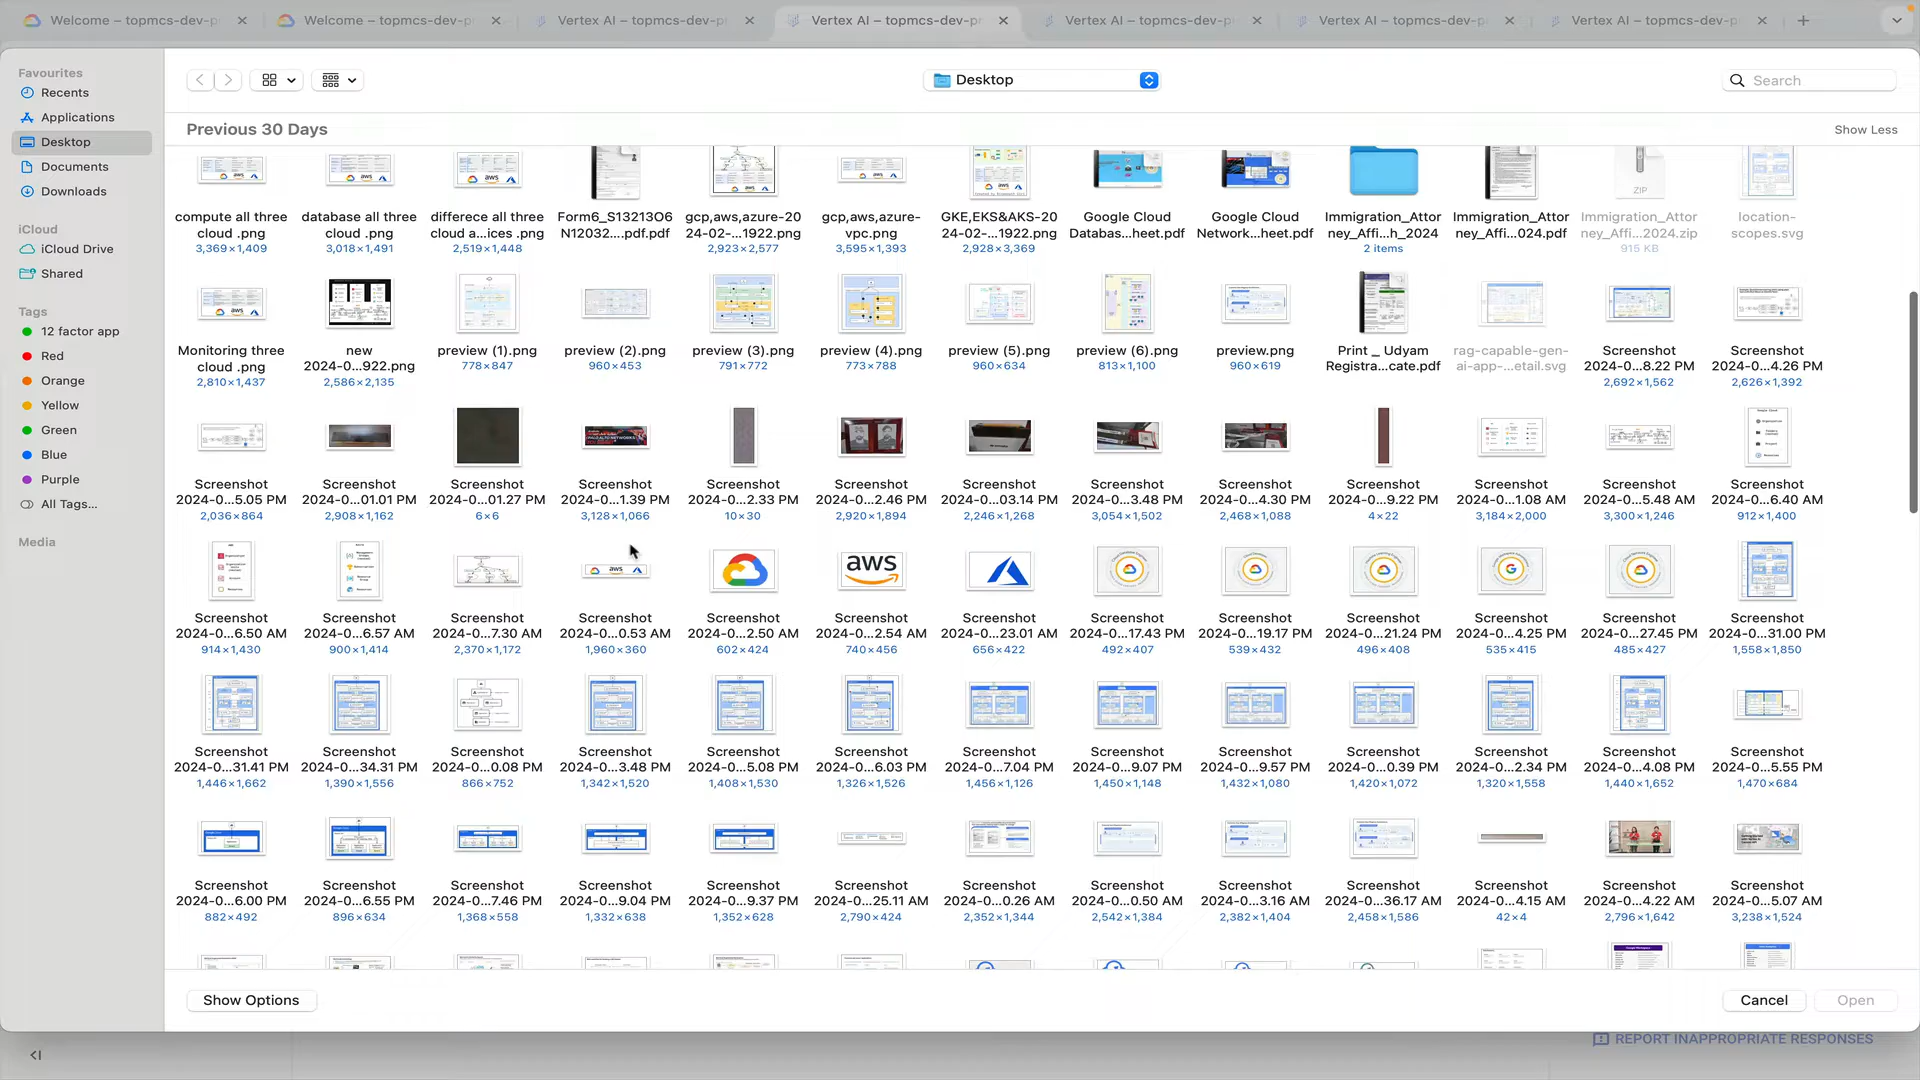 Welcome – topmcs-dev-p
Welcome – topmcs-dev-p
Vertex AI – topmcs-dev-p
Vertex AI – topmcs-dev-pr
Vertex AI – topmcs-dev-p
Vertex AI – topmcs-dev-p
Vertex AI – topmcs-dev-p
Favourites
Recents
Applications
Desktop
Documents
Downloads
iCloud
iCloud Drive
Shared
Tags
12 factor app
Red
Orange
Yellow
Green
Blue
Purple
All Tags...
Media
Desktop
Search
Previous 30 Days
Show Less
compute all three cloud .png
3,369×1,409
database all three cloud .png
3,018×1,491
differece all three cloud a...ices .png
2,519×1,448
Form6_S13213O6N12032....pdf.pdf
gcp,aws,azure-2024-02-...1922.png
2,923×2,577
gcp,aws,azure-vpc.png
3,595×1,393
GKE,EKS&AKS-2024-02-...1922.png
2,928×3,369
Google Cloud Databas...heet.pdf
Google Cloud Network...heet.pdf
Immigration_Attorney_Affi...h_2024
2 items
Immigration_Attorney_Affi...024.pdf
ZIP
Immigration_Attorney_Affi...2024.zip
915 KB
location-scopes.svg
Monitoring three cloud .png
2,810×1,437
new 2024-0...922.png
2,586×2,135
preview (1).png
778×847
preview (2).png
960×453
preview (3).png
791×772
preview (4).png
773×788
preview (5).png
960×634
preview (6).png
813×1,100
preview.png
960×619
Print _ Udyam Registra...cate.pdf
rag-capable-gen-ai-app-...etail.svg
Screenshot 2024-0...8.22 PM
2,692×1,562
Screenshot 2024-0...4.26 PM
2,626×1,392
Screenshot 2024-0...5.05 PM
2,036×864
Screenshot 2024-0...01.01 PM
2,908×1,162
Screenshot 2024-0...01.27 PM
6×6
Screenshot 2024-0...1.39 PM
3,128×1,066
Screenshot 2024-0...2.33 PM
10×30
Screenshot 2024-0...2.46 PM
2,920×1,894
Screenshot 2024-0...03.14 PM
2,246×1,268
Screenshot 2024-0...3.48 PM
3,054×1,502
Screenshot 2024-0...4.30 PM
2,468×1,088
Screenshot 2024-0...9.22 PM
4×22
Screenshot 2024-0...1.08 AM
3,184×2,000
Screenshot 2024-0...5.48 AM
3,300×1,246
Screenshot 2024-0...6.40 AM
912×1,400
aws
aws
Screenshot 2024-0...6.50 AM
914×1,430
Screenshot 2024-0...6.57 AM
900×1,414
Screenshot 2024-0...7.30 AM
2,370×1,172
Screenshot 2024-0...0.53 AM
1,960×360
Screenshot 2024-0...2.50 AM
602×424
Screenshot 2024-0...2.54 AM
740×456
Screenshot 2024-0...23.01 AM
656×422
Screenshot 2024-0...17.43 PM
492×407
Screenshot 2024-0...19.17 PM
539×432
Screenshot 2024-0...21.24 PM
496×408
Screenshot 2024-0...4.25 PM
535×415
Screenshot 2024-0...27.45 PM
485×427
Screenshot 2024-0...31.00 PM
1,558×1,850
Screenshot 2024-0...31.41 PM
1,446×1,662
Screenshot 2024-0...34.31 PM
1,390×1,556
Screenshot 2024-0...0.08 PM
866×752
Screenshot 2024-0...3.48 PM
1,342×1,520
Screenshot 2024-0...5.08 PM
1,408×1,530
Screenshot 2024-0...6.03 PM
1,326×1,526
Screenshot 2024-0...7.04 PM
1,456×1,126
Screenshot 2024-0...9.07 PM
1,450×1,148
Screenshot 2024-0...9.57 PM
1,432×1,080
Screenshot 2024-0...0.39 PM
1,420×1,072
Screenshot 2024-0...2.34 PM
1,320×1,558
Screenshot 2024-0...4.08 PM
1,440×1,652
Screenshot 2024-0...5.55 PM
1,470×684
Screenshot 2024-0...6.00 PM
882×492
Screenshot 2024-0...6.55 PM
896×634
Screenshot 2024-0...7.46 PM
1,368×558
Screenshot 2024-0...9.04 PM
1,332×638
Screenshot 2024-0...9.37 PM
1,352×628
Screenshot 2024-0...25.11 AM
2,790×424
Screenshot 2024-0...0.26 AM
2,352×1,344
Screenshot 2024-0...0.50 AM
2,542×1,384
Screenshot 2024-0...3.16 AM
2,382×1,404
Screenshot 2024-0...36.17 AM
2,458×1,586
Screenshot 2024-0...4.15 AM
42×4
Screenshot 2024-0...4.22 AM
2,796×1,642
Screenshot 2024-0...5.07 AM
3,238×1,524
Show Options
Cancel
Open
REPORT INAPPROPRIATE RESPONSES